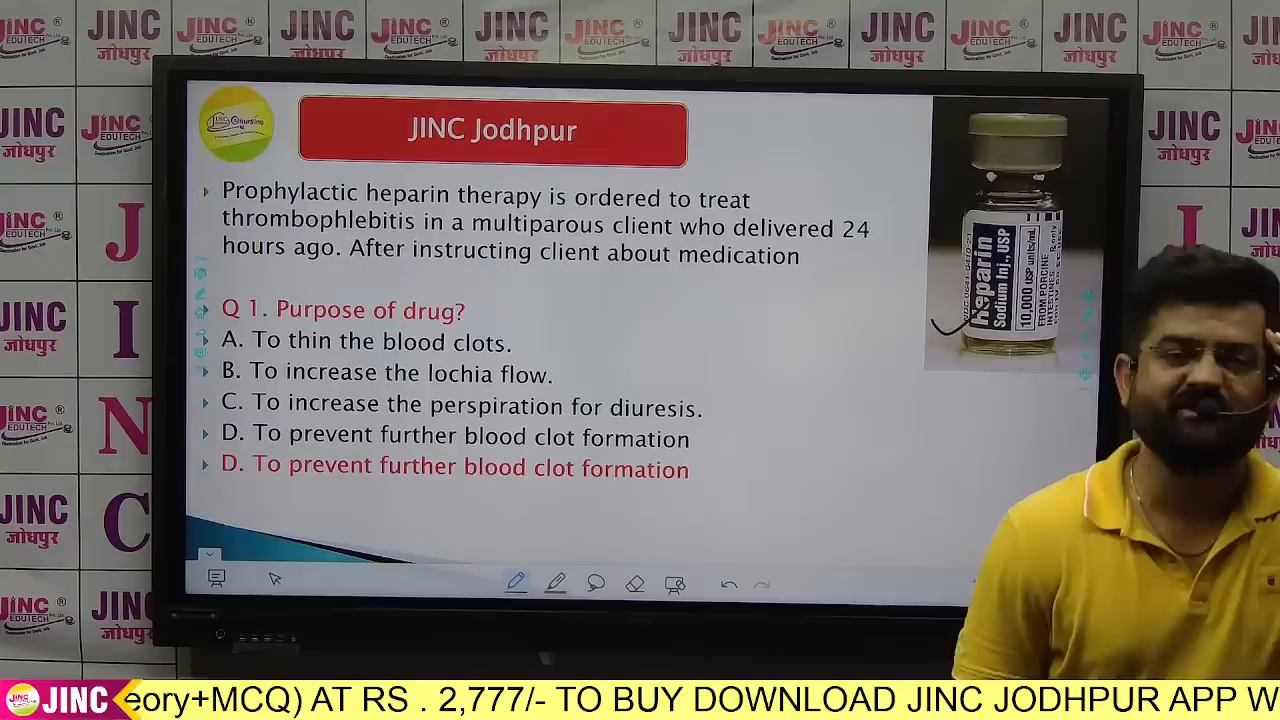 JINC Jodhpur
Prophylactic heparin therapy is ordered to treat
thrombophlebitis in a multiparous client who delivered 24
hours ago. After instructing client about medication
Q 1. Purpose of drug?
A. To thin the blood clots.
B. To increase the lochia flow.
C. To increase the perspiration for diuresis.
D. To prevent further blood clot formation
D. To prevent further blood clot formation
heparin
Sodium Inj., USP
10,000 USP units/mL
FROM PORCINE
INTESTINES
JINC
EDUTECH
जोधपुर
J
I
N
C
JINC eory+MCQ) AT RS . 2,777/- TO BUY DOWNLOAD JINC JODHPUR APP W